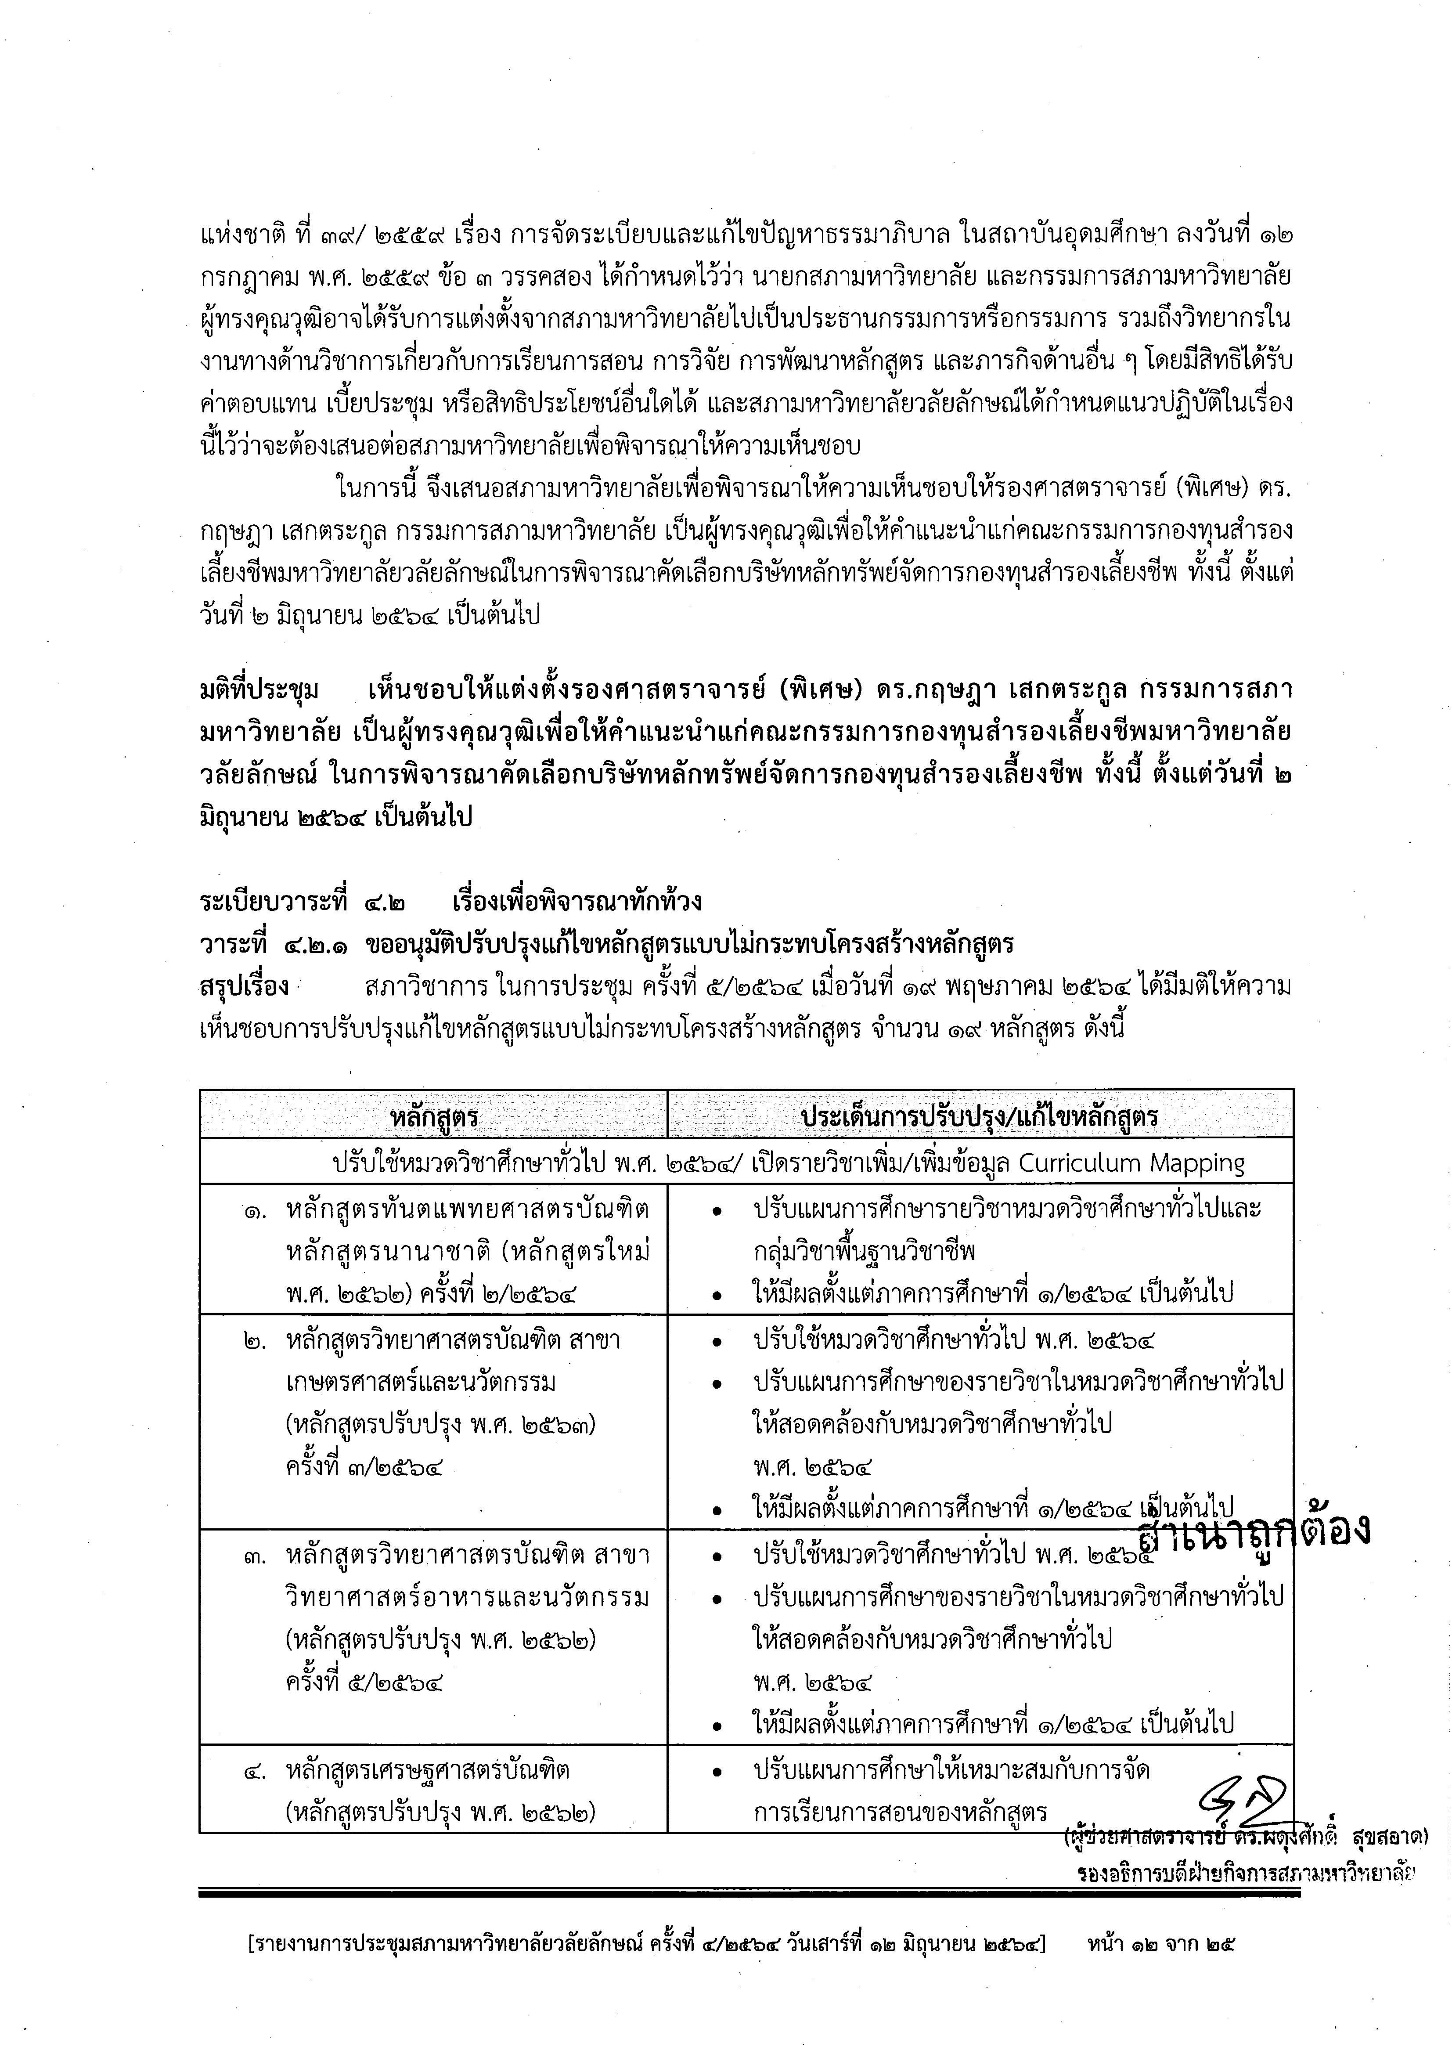 แห่งชาติ ที่ ๓๙/ ๒๕๕๙ เรื่อง การจัดระเบียบและแก้ไขปัญหาธรรมาภิบาล ในสถาบันอุดมศึกษา ลงวันที่ ๑๒
กรกฎาคม พ.ศ. ๒๕๕๙ ข้อ ๓ วรรคสอง ได้กำหนดไว้ว่า นายกสภามหาวิทยาลัย และกรรมการสภามหาวิทยาลัย
ผู้ทรงคุณวุฒิอาจได้รับการแต่งตั้งจากสภามหาวิทยาลัยไปเป็นประธานกรรมการหรือกรรมการ รวมถึงวิทยากรใน
งานทางด้านวิชาการเกี่ยวกับการเรียนการสอน การวิจัย การพัฒนาหลักสูตร และภารกิจด้านอื่น ๆ โดยมีสิทธิได้รับ
ค่าตอบแทน เบี้ยประชุม หรือสิทธิประโยชน์อื่นใดได้ และสภามหาวิทยาลัยวลัยลักษณ์ได้กำหนดแนวปฏิบัติในเรื่อง
นี้ไว้ว่าจะต้องเสนอต่อสภามหาวิทยาลัยเพื่อพิจารณาให้ความเห็นชอบ
ในการนี้ จึงเสนอสภามหาวิทยาลัยเพื่อพิจารณาให้ความเห็นชอบให้รองศาสตราจารย์ (พิเศษ) ดร.
กฤษฎา เสกตระกูล กรรมการสภามหาวิทยาลัย เป็นผู้ทรงคุณวุฒิเพื่อให้คำแนะนำแก่คณะกรรมการกองทุนสำรอง
เลี้ยงชีพมหาวิทยาลัยวลัยลักษณ์ในการพิจารณาคัดเลือกบริษัทหลักทรัพย์จัดการกองทุนสำรองเลี้ยงชีพ ทั้งนี้ ตั้งแต่
วันที่ ๒ มิถุนายน ๒๕๖๔ เป็นต้นไป
มติที่ประชุม เห็นชอบให้แต่งตั้งรองศาสตราจารย์ (พิเศษ) ดร.กฤษฎา เสกตระกูล กรรมการสภา
มหาวิทยาลัย เป็นผู้ทรงคุณวุฒิเพื่อให้คำแนะนำแก่คณะกรรมการกองทุนสำรองเลี้ยงชีพมหาวิทยาลัย
วลัยลักษณ์ ในการพิจารณาคัดเลือกบริษัทหลักทรัพย์จัดการกองทุนสำรองเลี้ยงชีพ ทั้งนี้ ตั้งแต่วันที่ ๒
มิถุนายน ๒๕๖๔ เป็นต้นไป
ระเบียบวาระที่ ๔.๒ เรื่องเพื่อพิจารณาทักท้วง
วาระที่ ๔.๒.๑ ขออนุมัติปรับปรุงแก้ไขหลักสูตรแบบไม่กระทบโครงสร้างหลักสูตร
สรุปเรื่อง สภาวิชาการ ในการประชุม ครั้งที่ ๕/๒๕๖๔ เมื่อวันที่ ๑๙ พฤษภาคม ๒๕๖๔ ได้มีมติให้ความ
เห็นชอบการปรับปรุงแก้ไขหลักสูตรแบบไม่กระทบโครงสร้างหลักสูตร จำนวน ๑๙ หลักสูตร ดังนี้
หลักสูตร ประเด็นการปรับปรุง/แก้ไขหลักสูตร
ปรับใช้หมวดวิชาศึกษาทั่วไป พ.ศ. ๒๕๖๔/ เปิดรายวิชาเพิ่ม/เพิ่มข้อมูล Curriculum Mapping
๑. หลักสูตรทันตแพทยศาสตรบัณฑิต
หลักสูตรนานาชาติ (หลักสูตรใหม่
พ.ศ. ๒๕๖๒) ครั้งที่ ๒/๒๕๖๔
• ปรับแผนการศึกษารายวิชาหมวดวิชาศึกษาทั่วไปและ
กลุ่มวิชาพื้นฐานวิชาชีพ
• ให้มีผลตั้งแต่ภาคการศึกษาที่ ๑/๒๕๖๔ เป็นต้นไป
๒. หลักสูตรวิทยาศาสตรบัณฑิต สาขา
เกษตรศาสตร์และนวัตกรรม
(หลักสูตรปรับปรุง พ.ศ. ๒๕๖๓)
ครั้งที่ ๓/๒๕๖๔
• ปรับใช้หมวดวิชาศึกษาทั่วไป พ.ศ. ๒๕๖๔
• ปรับแผนการศึกษาของรายวิชาในหมวดวิชาศึกษาทั่วไป
ให้สอดคล้องกับหมวดวิชาศึกษาทั่วไป
พ.ศ. ๒๕๖๔
• ให้มีผลตั้งแต่ภาคการศึกษาที่ ๑/๒๕๖๔ เป็นต้นไป
สำเนาถูกต้อง
๓. หลักสูตรวิทยาศาสตรบัณฑิต สาขา
วิทยาศาสตร์อาหารและนวัตกรรม
(หลักสูตรปรับปรุง พ.ศ. ๒๕๖๒)
ครั้งที่ ๕/๒๕๖๔
• ปรับใช้หมวดวิชาศึกษาทั่วไป พ.ศ. ๒๕๖๔
• ปรับแผนการศึกษาของรายวิชาในหมวดวิชาศึกษาทั่วไป
ให้สอดคล้องกับหมวดวิชาศึกษาทั่วไป
พ.ศ. ๒๕๖๔
• ให้มีผลตั้งแต่ภาคการศึกษาที่ ๑/๒๕๖๔ เป็นต้นไป
๔. หลักสูตรเศรษฐศาสตรบัณฑิต
(หลักสูตรปรับปรุง พ.ศ. ๒๕๖๒)
• ปรับแผนการศึกษาให้เหมาะสมกับการจัด
การเรียนการสอนของหลักสูตร
(ผู้ช่วยศาสตราจารย์ ดร.ผดุงศักดิ์ สุขสอาด)
รองอธิการบดีฝ่ายกิจการสภามหาวิทยาลัย
[รายงานการประชุมสภามหาวิทยาลัยวลัยลักษณ์ ครั้งที่ ๔/๒๕๖๔ วันเสาร์ที่ ๑๒ มิถุนายน ๒๕๖๔] หน้า ๑๒ จาก ๒๕